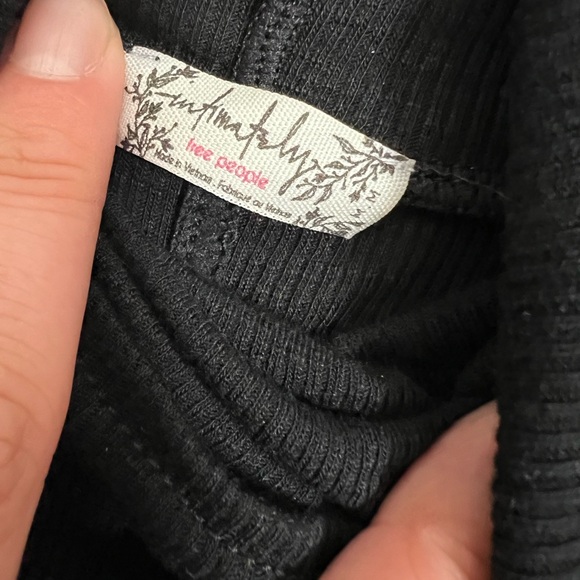 intimately
free people
Made in Vietnam. Fabriqué au Vietnam
M M